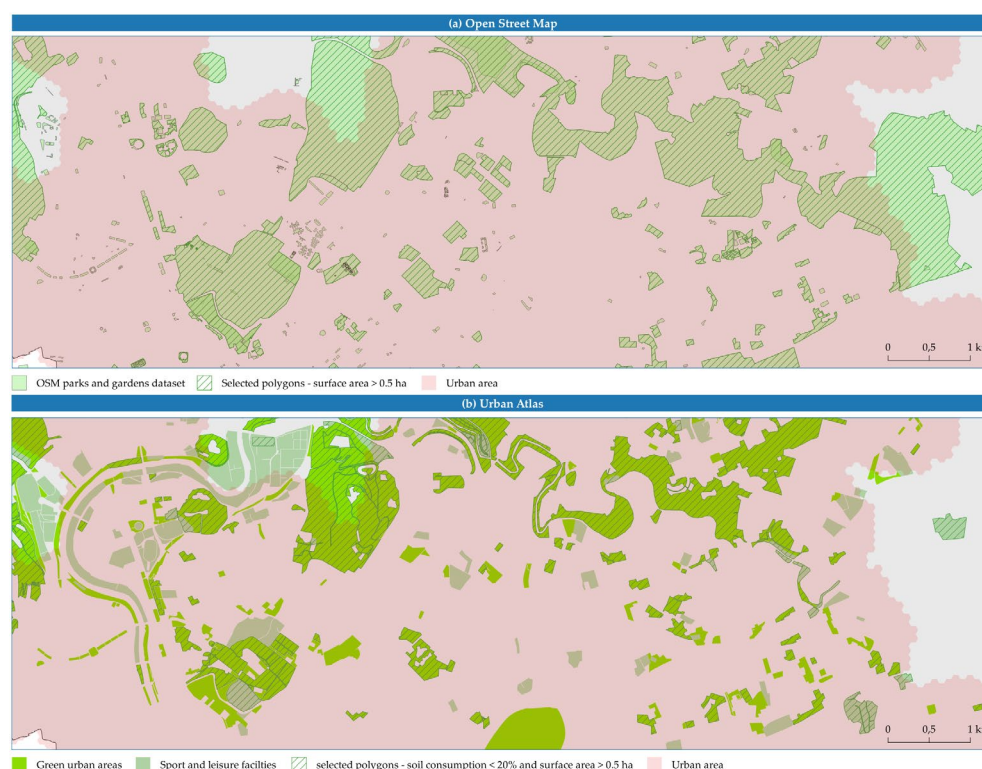 (a) Open Street Map
0 0,5 1 k
OSM parks and gardens dataset Selected polygons - surface area > 0.5 ha Urban area
(b) Urban Atlas
0 0,5 1 k
Green urban areas Sport and leisure facilties selected polygons - soil consumption < 20% and surface area > 0.5 ha Urban area